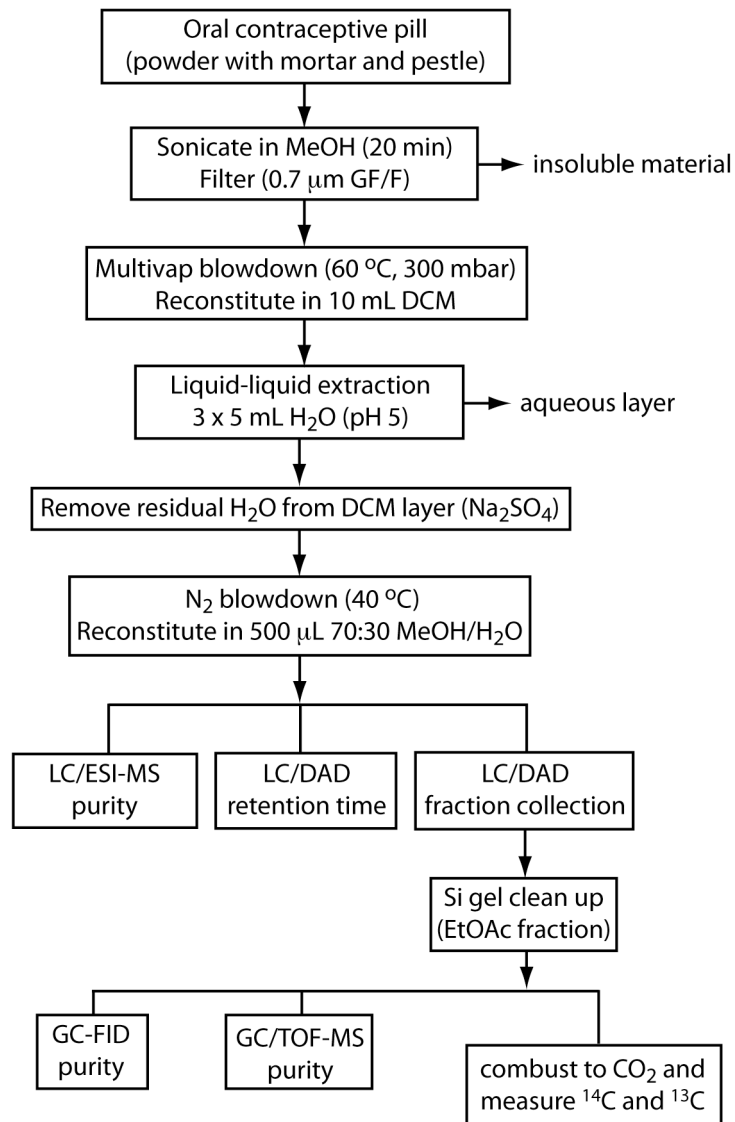 Oral contraceptive pill
(powder with mortar and pestle)
Sonicate in MeOH (20 min)
Filter (0.7 μm GF/F)
insoluble material
Multivap blowdown (60 ºC, 300 mbar)
Reconstitute in 10 mL DCM
Liquid-liquid extraction
3 x 5 mL H₂O (pH 5)
aqueous layer
Remove residual H₂O from DCM layer (Na₂SO₄)
N₂ blowdown (40 ºC)
Reconstitute in 500 μL 70:30 MeOH/H₂O
LC/ESI-MS
purity
LC/DAD
retention time
LC/DAD
fraction collection
Si gel clean up
(EtOAc fraction)
GC-FID
purity
GC/TOF-MS
purity
combust to CO₂ and
measure ¹⁴C and ¹³C